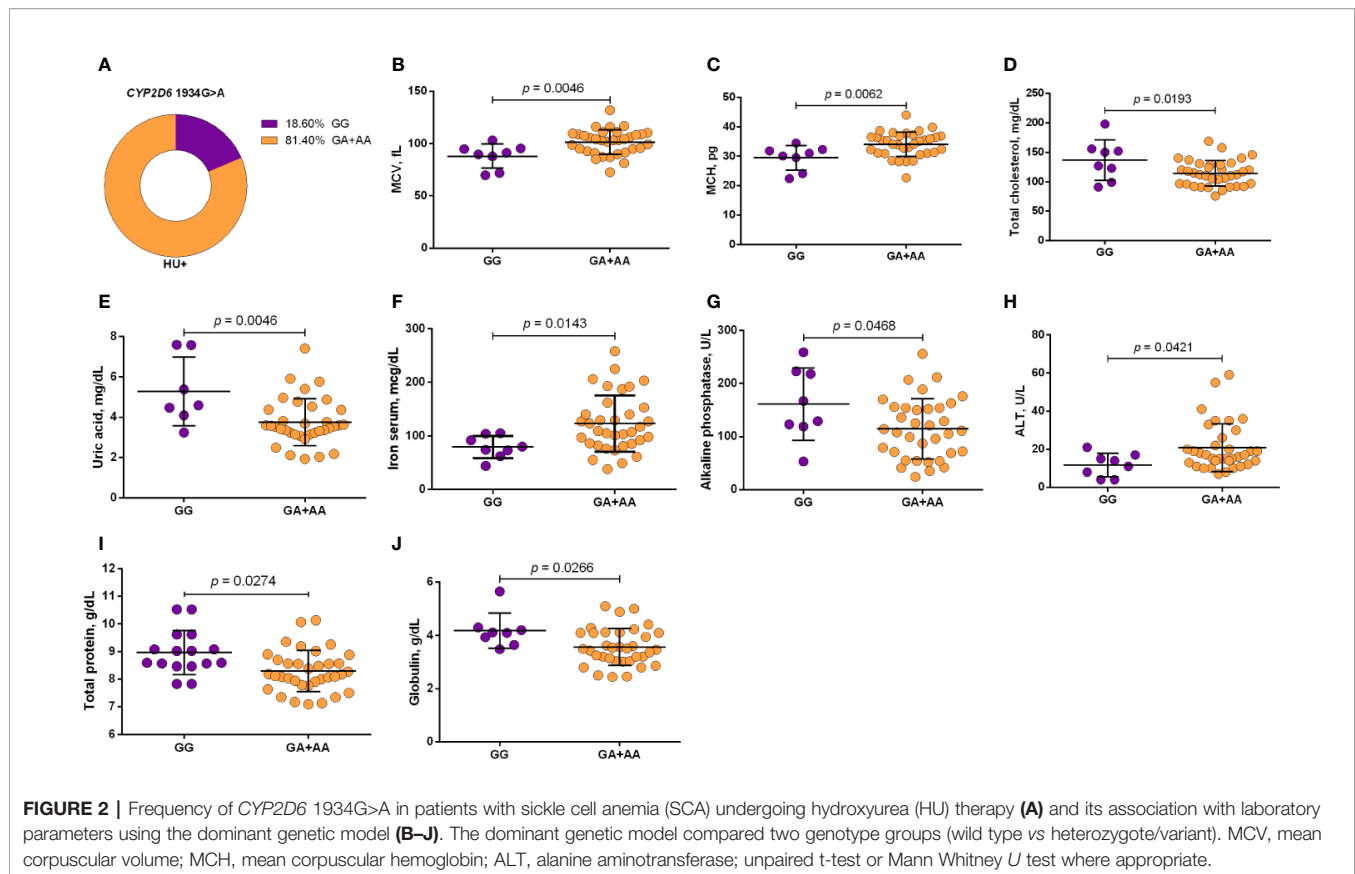 A
CYP2D6 1934G>A
18.60% GG
81.40% GA+AA
HU+
B
p = 0.0046
MCV, fL
150
100
50
0
GG
GA+AA
C
p = 0.0062
MCH, pg
50
40
30
20
10
0
GG
GA+AA
D
p = 0.0193
Total cholesterol, mg/dL
250
200
150
100
50
0
GG
GA+AA
E
p = 0.0046
Uric acid, mg/dL
8
6
4
2
0
GG
GA+AA
F
p = 0.0143
Iron serum, mcg/dL
300
200
100
0
GG
GA+AA
G
p = 0.0468
Alkaline phosphatase, U/L
300
200
100
0
GG
GA+AA
H
p = 0.0421
ALT, U/L
80
60
40
20
0
GG
GA+AA
I
p = 0.0274
Total protein, g/dL
12
11
10
9
8
7
6
GG
GA+AA
J
p = 0.0266
Globulin, g/dL
6
4
2
0
GG
GA+AA
FIGURE 2 | Frequency of CYP2D6 1934G>A in patients with sickle cell anemia (SCA) undergoing hydroxyurea (HU) therapy (A) and its association with laboratory
parameters using the dominant genetic model (B–J). The dominant genetic model compared two genotype groups (wild type vs heterozygote/variant). MCV, mean
corpuscular volume; MCH, mean corpuscular hemoglobin; ALT, alanine aminotransferase; unpaired t-test or Mann Whitney U test where appropriate.